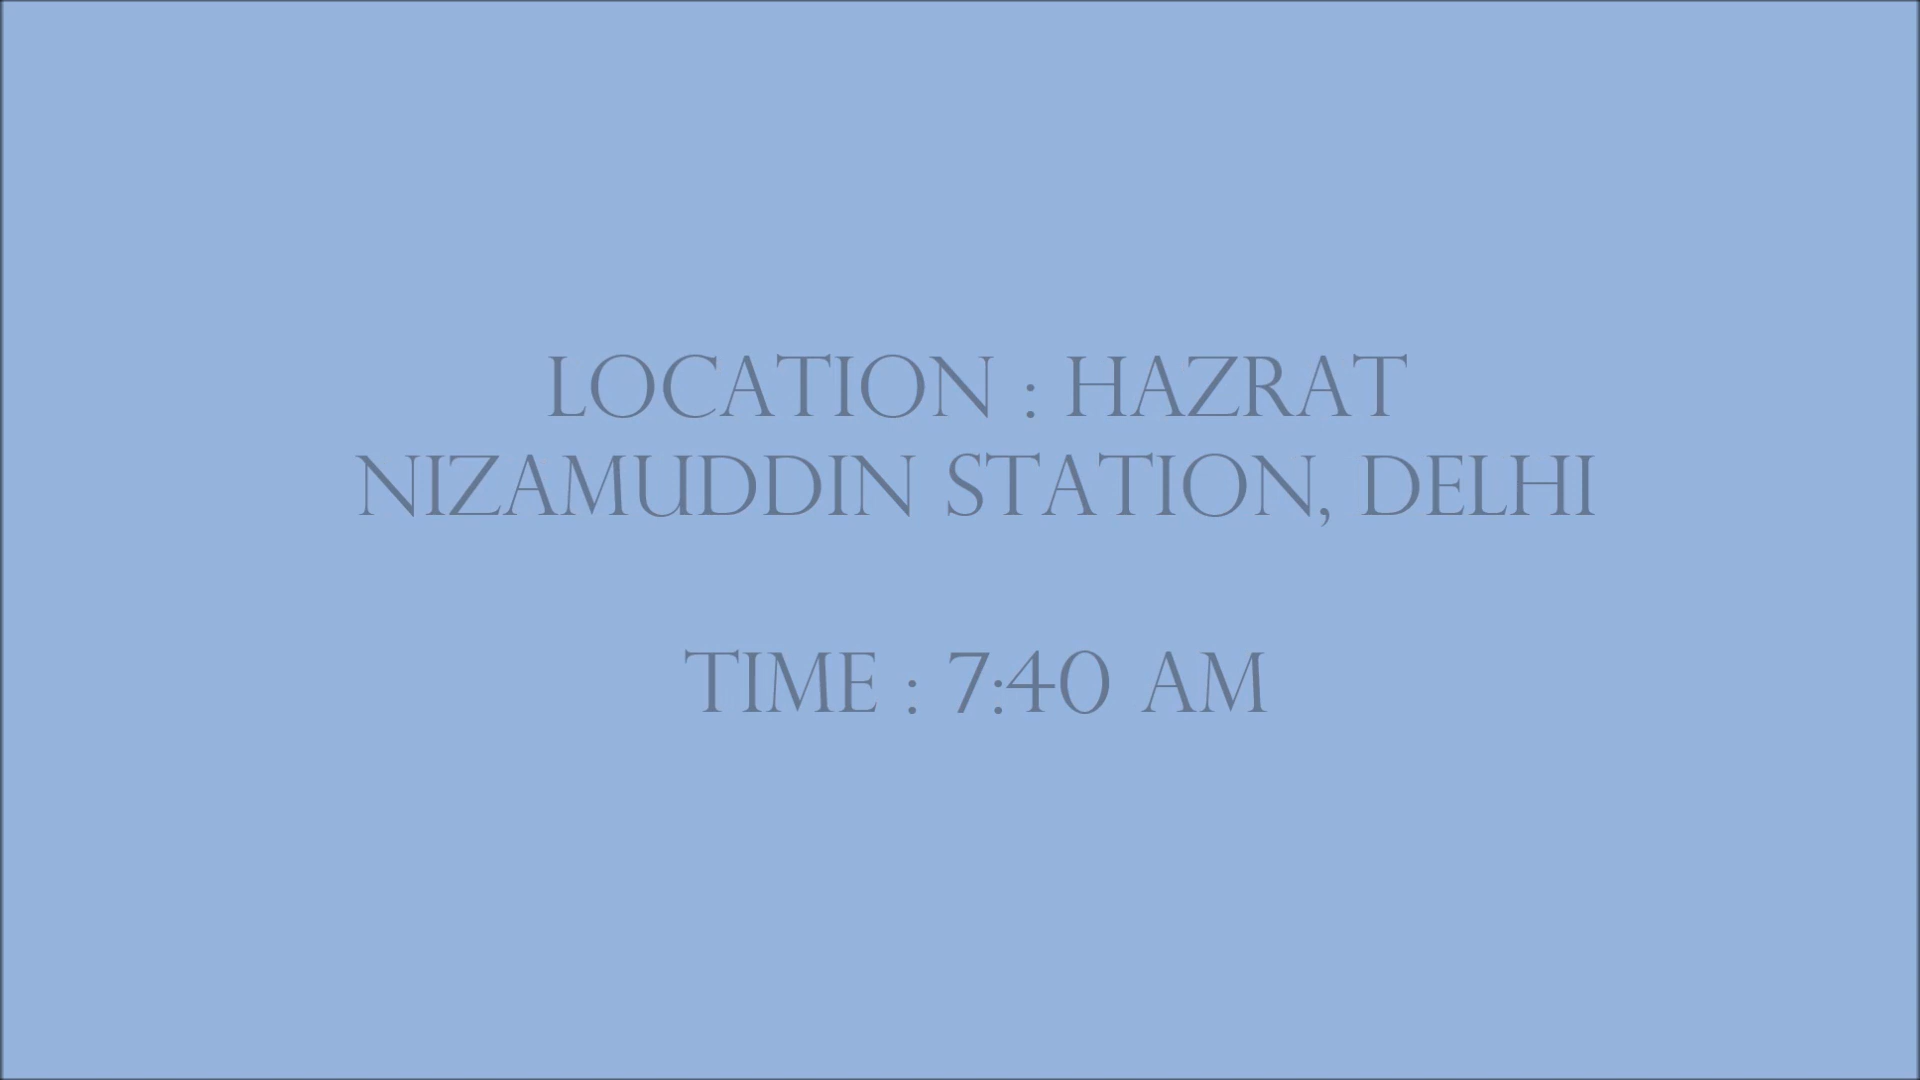 LOCATION : HAZRAT
NIZAMUDDIN STATION, DELHI
TIME : 7:40 AM